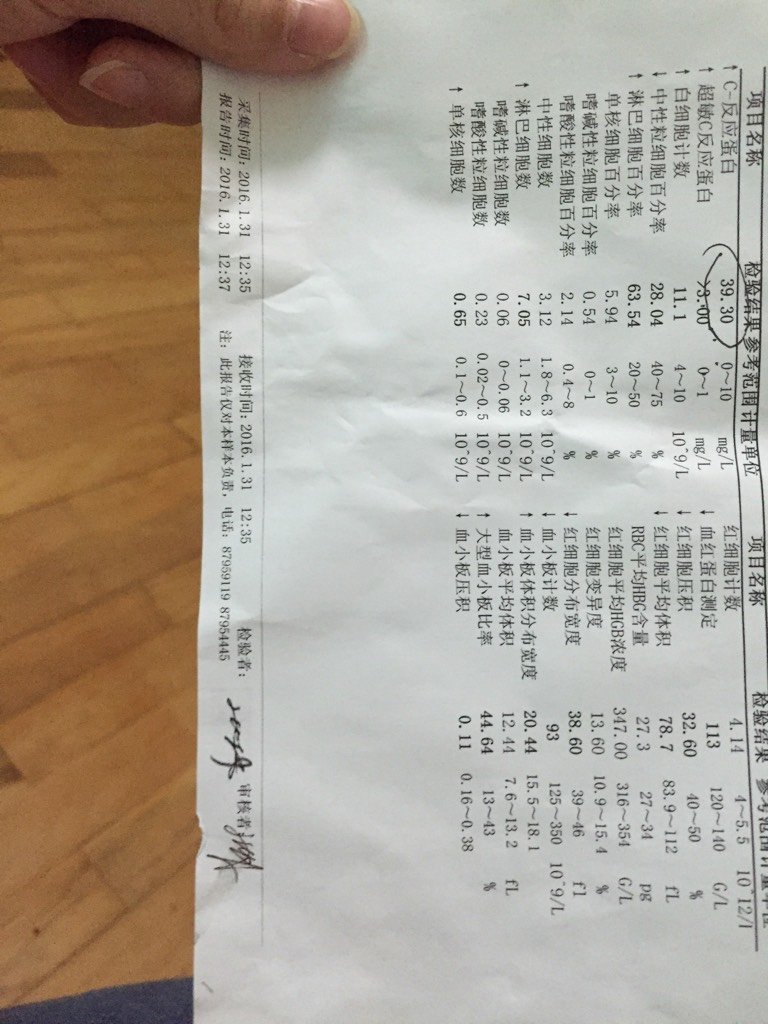 项目名称 检验结果 参考范围 计量单位 项目名称 检验结果 参考范围 计量单位
↑ C-反应蛋白 39.30 0~10 mg/L 红细胞计数 4.14 4~5.5 10^12/l
↑ 超敏C反应蛋白 >3.00 0~1 mg/L ↓ 血红蛋白测定 113 120~140 G/L
↑ 白细胞计数 11.1 4~10 10^9/L ↓ 红细胞压积 32.60 40~50 %
↓ 中性粒细胞百分率 28.04 40~75 % ↓ 红细胞平均体积 78.7 83.9~112 fL
↑ 淋巴细胞百分率 63.54 20~50 % RBC平均HBG含量 27.3 27~34 pg
单核细胞百分率 5.94 3~10 % 红细胞平均HGB浓度 347.00 316~354 G/L
嗜碱性粒细胞百分率 0.54 0~1 % 红细胞变异度 13.60 10.9~15.4 %
嗜酸性粒细胞百分率 2.14 0.4~8 % ↓ 红细胞分布宽度 38.60 39~46 fl
中性细胞数 3.12 1.8~6.3 10^9/L ↓ 血小板计数 93 125~350 10^9/L
↑ 淋巴细胞数 7.05 1.1~3.2 10^9/L ↑ 血小板体积分布宽度 20.44 15.5~18.1
嗜碱性粒细胞数 0.06 0~0.06 10^9/L 血小板平均体积 12.44 7.6~13.2 fL
嗜酸性粒细胞数 0.23 0.02~0.5 10^9/L ↑ 大型血小板比率 44.64 13~43 %
↑ 单核细胞数 0.65 0.1~0.6 10^9/L ↓ 血小板压积 0.11 0.16~0.38
采集时间: 2016.1.31 12:35 接收时间: 2016.1.31 12:35 检验者: 审核者
报告时间: 2016.1.31 12:37 注: 此报告仅对本样本负责, 电话: 87959119 87954445